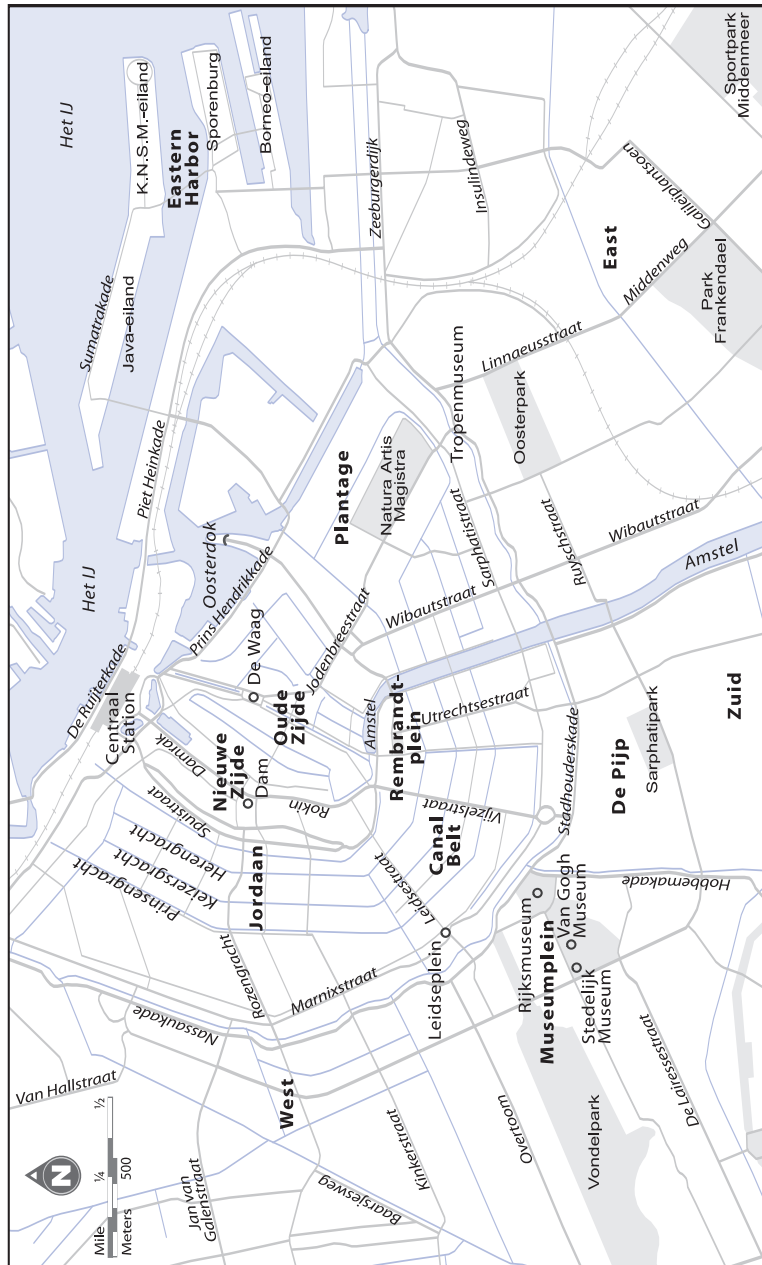 Het IJ
K.N.S.M.-eiland
Eastern
Harbor
Sporenburg
Borneo-eiland
Sumatrakade
Java-eiland
Piet Heinkade
Zeeburgerdijk
Insulindeweg
Sportpark
Middenmeer
Galileïplantsoen
East
Middenweg
Park
Frankendael
Linnaeusstraat
Tropenmuseum
Oosterpark
Plantage
Natura Artis
Magistra
Sarphatistraat
Ruyschstraat
Wibautstraat
Wibautstraat
Amstel
Het IJ
Oosterdok
Prins Hendrikkade
De Ruijterkade
Centraal
Station
De Waag
Jodenbreestraat
Oude
Zijde
Damrak
Nieuwe
Zijde
Dam
Rokin
Amstel
Rembrandt-
plein
Utrechtsestraat
Vijzelstraat
Stadhouderskade
De Pijp
Sarphatipark
Zuid
Spuistraat
Herengracht
Keizersgracht
Prinsengracht
Jordaan
Leidsestraat
Canal
Belt
Rozengracht
Marnixstraat
Nassaukade
Leidseplein
Rijksmuseum
Museumplein
Van Gogh
Museum
Stedelijk
Museum
Hobbemakade
Van Hallstraat
West
Jan van
Galenstraat
Baarsjesweg
Kinkerstraat
Overtoom
Vondelpark
De Lairessestraat
N
Mile
¼
½
Meters
500